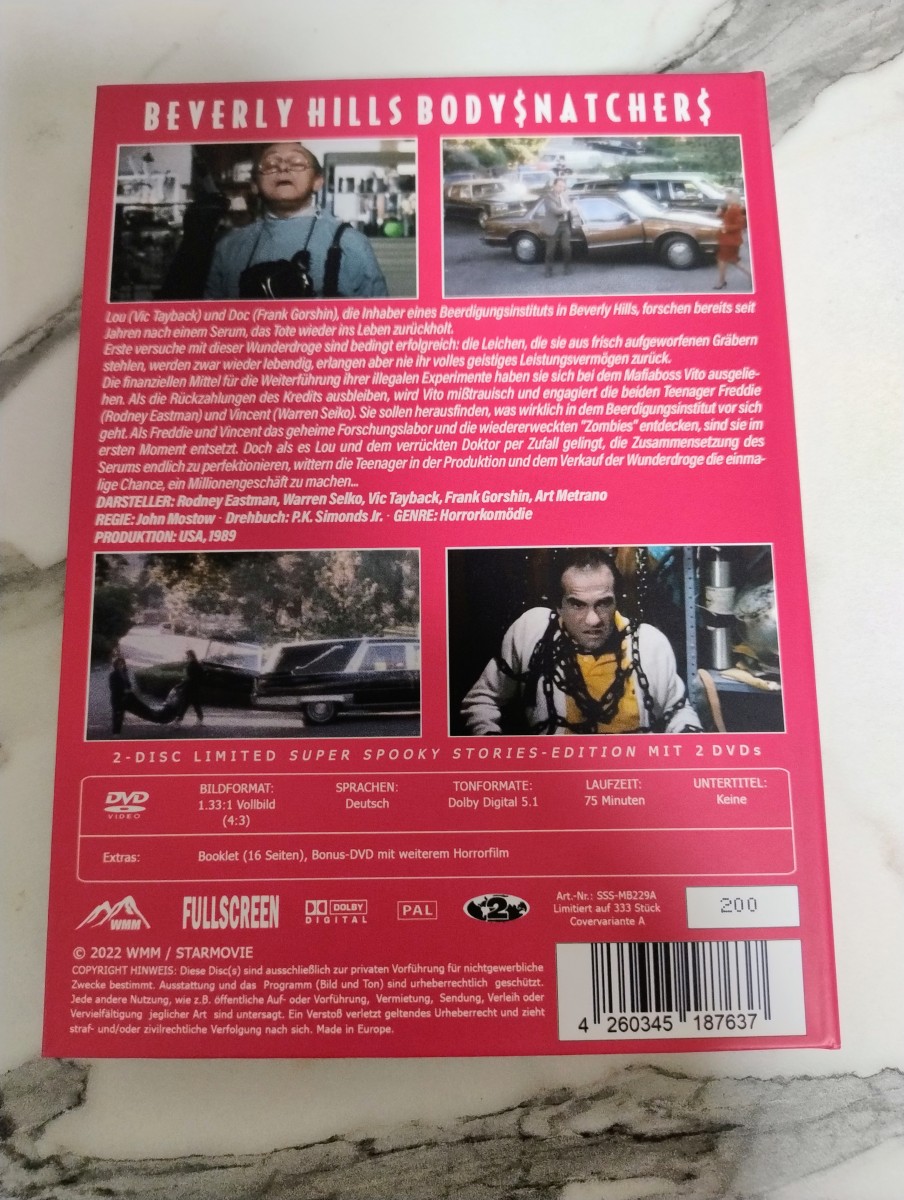 BEVERLY HILLS BODY$NATCHER$
Lou (Vic Tayback) und Doc (Frank Gorshin), die Inhaber eines Beerdigungsinstituts in Beverly Hills, forschen bereits seit
Jahren nach einem Serum, das Tote wieder ins Leben zurückholt.
Erste versuche mit dieser Wunderdroge sind bedingt erfolgreich: die Leichen, die sie aus frisch aufgeworfenen Gräbern
stehlen, werden zwar wieder lebendig, erlangen aber nie ihr volles geistiges Leistungsvermögen zurück.
Die finanziellen Mittel für die Weiterführung ihrer illegalen Experimente haben sie sich bei dem Mafiaboss Vito ausgelie-
hen. Als die Rückzahlungen des Kredits ausbleiben, wird Vito mißtrauisch und engagiert die beiden Teenager Freddie
(Rodney Eastman) und Vincent (Warren Selko). Sie sollen herausfinden, was wirklich in dem Beerdigungsinstitut vor sich
geht. Als Freddie und Vincent das geheime Forschungslabor und die wiedererweckten "Zombies" entdecken, sind sie im
ersten Moment entsetzt. Doch als es Lou und dem verrückten Doktor per Zufall gelingt, die Zusammensetzung des
Serums endlich zu perfektionieren, wittern die Teenager in der Produktion und dem Verkauf der Wunderdroge die einma-
lige Chance, ein Millionengeschäft zu machen...
DARSTELLER: Rodney Eastman, Warren Selko, Vic Tayback, Frank Gorshin, Art Metrano
REGIE: John Mostow · Drehbuch: P.K. Simonds Jr. · GENRE: Horrorkomödie
PRODUKTION: USA, 1989
2-DISC LIMITED SUPER SPOOKY STORIES-EDITION MIT 2 DVDs
DVD VIDEO
BILDFORMAT:
1.33:1 Vollbild
(4:3)
SPRACHEN:
Deutsch
TONFORMATE:
Dolby Digital 5.1
LAUFZEIT:
75 Minuten
UNTERTITEL:
Keine
Extras: Booklet (16 Seiten), Bonus-DVD mit weiterem Horrorfilm
WMM
FULLSCREEN
DOLBY
DIGITAL
PAL
2
Art.-Nr.: SSS-MB229A
Limitiert auf 333 Stück
Covervariante A
200
© 2022 WMM / STARMOVIE
COPYRIGHT HINWEIS: Diese Disc(s) sind ausschließlich zur privaten Vorführung für nichtgewerbliche
Zwecke bestimmt. Ausstattung und das Programm (Bild und Ton) sind urheberrechtlich geschützt.
Jede andere Nutzung, wie z.B. öffentliche Auf- oder Vorführung, Vermietung, Sendung, Verleih oder
Vervielfältigung jeglicher Art sind untersagt. Ein Verstoß verletzt geltendes Urheberrecht und zieht
straf- und/oder zivilrechtliche Verfolgung nach sich. Made in Europe.
4 260345 187637